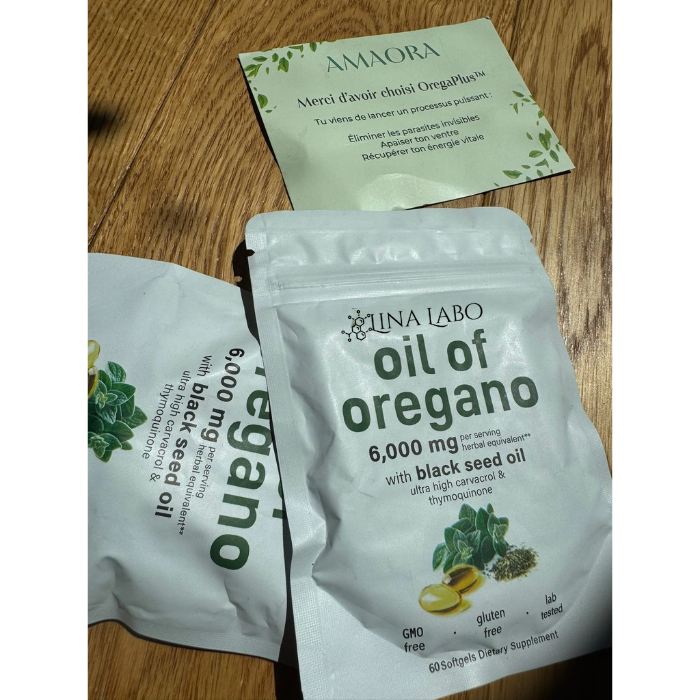 AMAORA
Merci d'avoir choisi OregaPlus™
Tu viens de lancer un processus puissant :
Éliminer les parasites invisibles
Apaiser ton ventre
Récupérer ton énergie vitale
LINA LABO
oil of
oregano
6,000 mg per serving
herbal equivalent**
with black seed oil
ultra high carvacrol &
thymoquinone
GMO
free
·
gluten
free
·
lab
tested
60 Softgels Dietary Supplement
regano
6,000 mg per serving
herbal equivalent**
with black seed oil
ultra high carvacrol &
thymoquinone